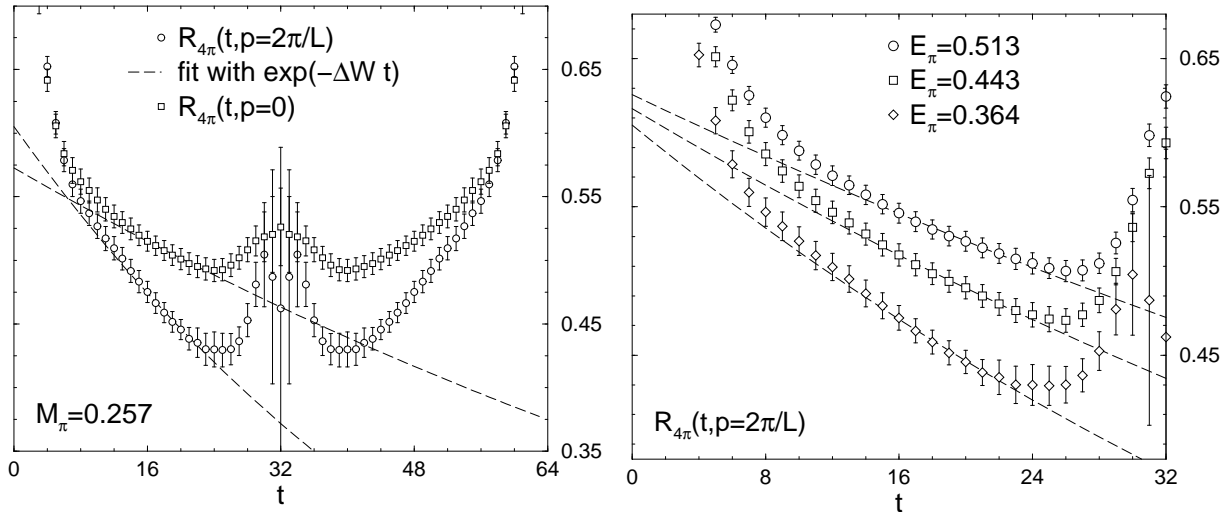 R4π(t,p=2π/L)
fit with exp(−ΔW t)
R4π(t,p=0)
0.65
0.55
0.45
0.35
Mπ=0.257
0 16 32 48 64
t
Eπ=0.513
Eπ=0.443
Eπ=0.364
0.65
0.55
0.45
R4π(t,p=2π/L)
0 8 16 24 32
t